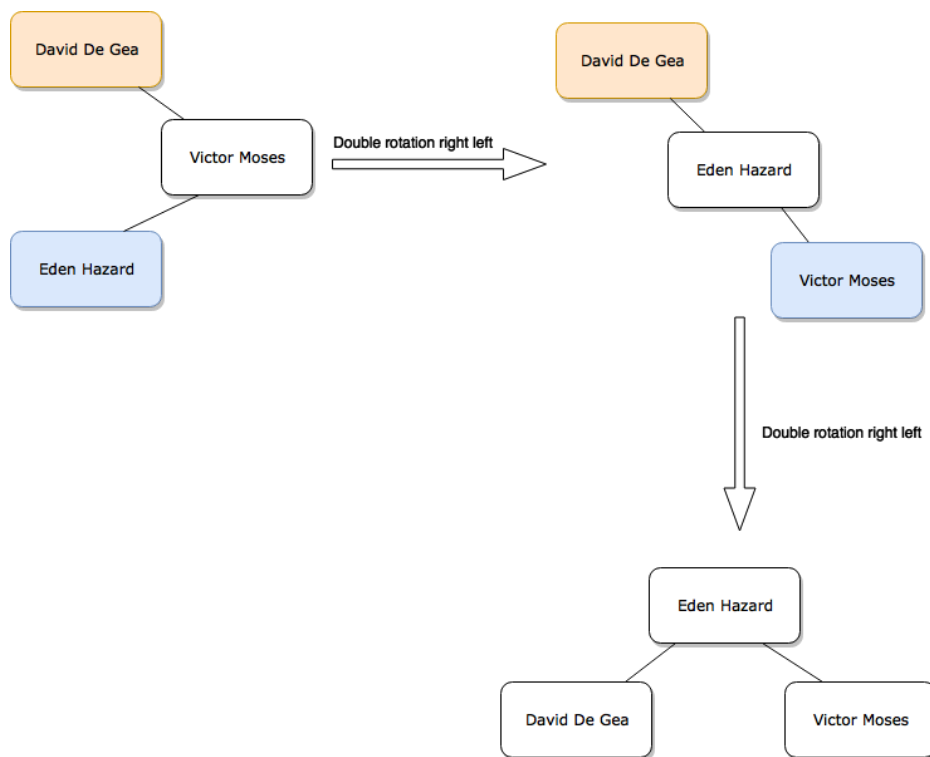 David De Gea
David De Gea
Victor Moses
Double rotation right left
Eden Hazard
Eden Hazard
Victor Moses
Double rotation right left
Eden Hazard
David De Gea
Victor Moses